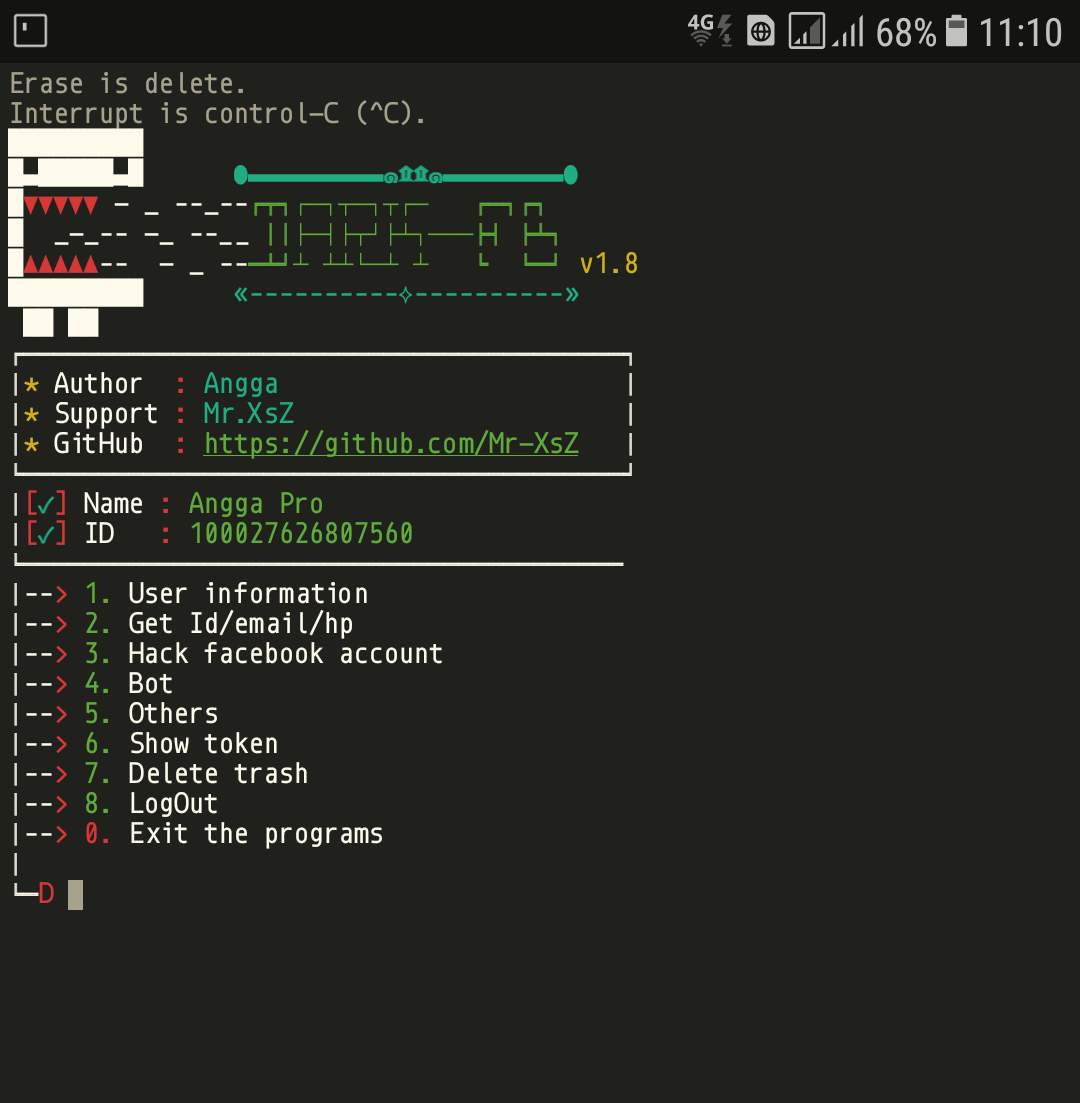 4G 68% 11:10
Erase is delete.
Interrupt is control-C (^C).
v1.8
* Author : Angga
* Support : Mr.XsZ
* GitHub : https://github.com/Mr-XsZ
[✓] Name : Angga Pro
[✓] ID : 100027626807560
|--> 1. User information
|--> 2. Get Id/email/hp
|--> 3. Hack facebook account
|--> 4. Bot
|--> 5. Others
|--> 6. Show token
|--> 7. Delete trash
|--> 8. LogOut
|--> 0. Exit the programs
D